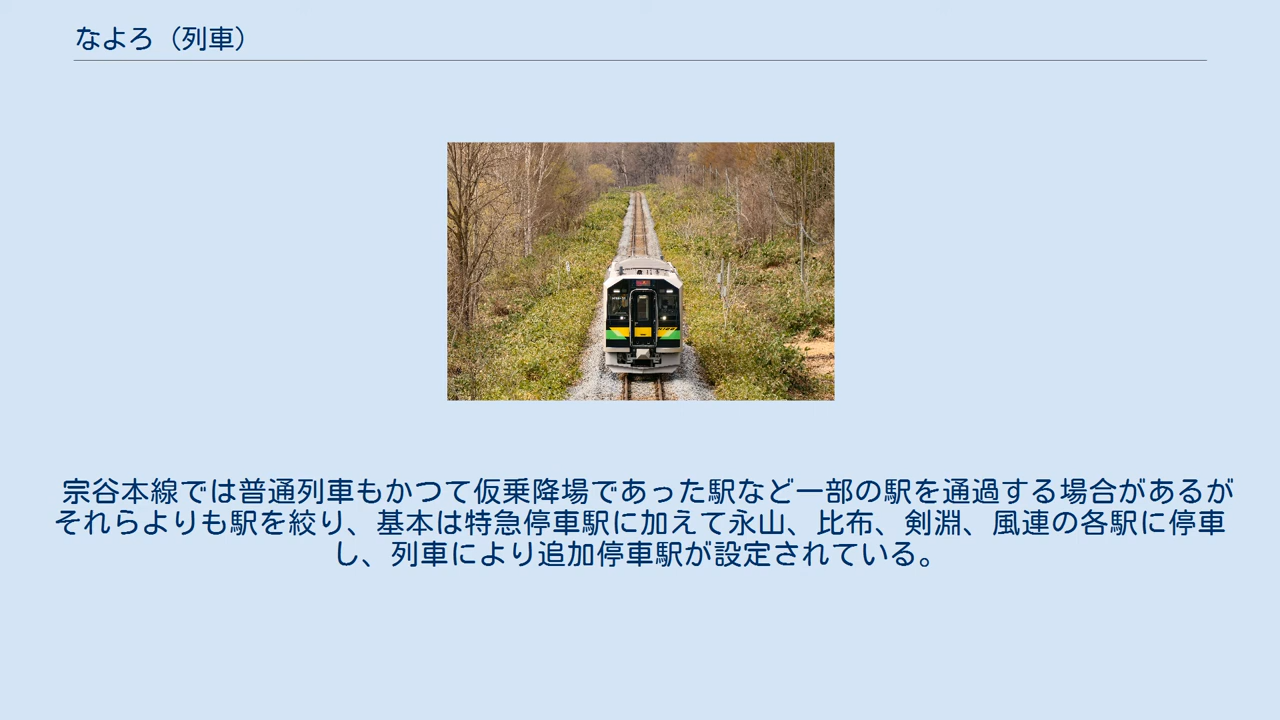 なよろ（列車）
宗谷本線では普通列車もかつて仮乗降場であった駅など一部の駅を通過する場合があるが
それらよりも駅を絞り、基本は特急停車駅に加えて永山、比布、剣淵、風連の各駅に停車
し、列車により追加停車駅が設定されている。